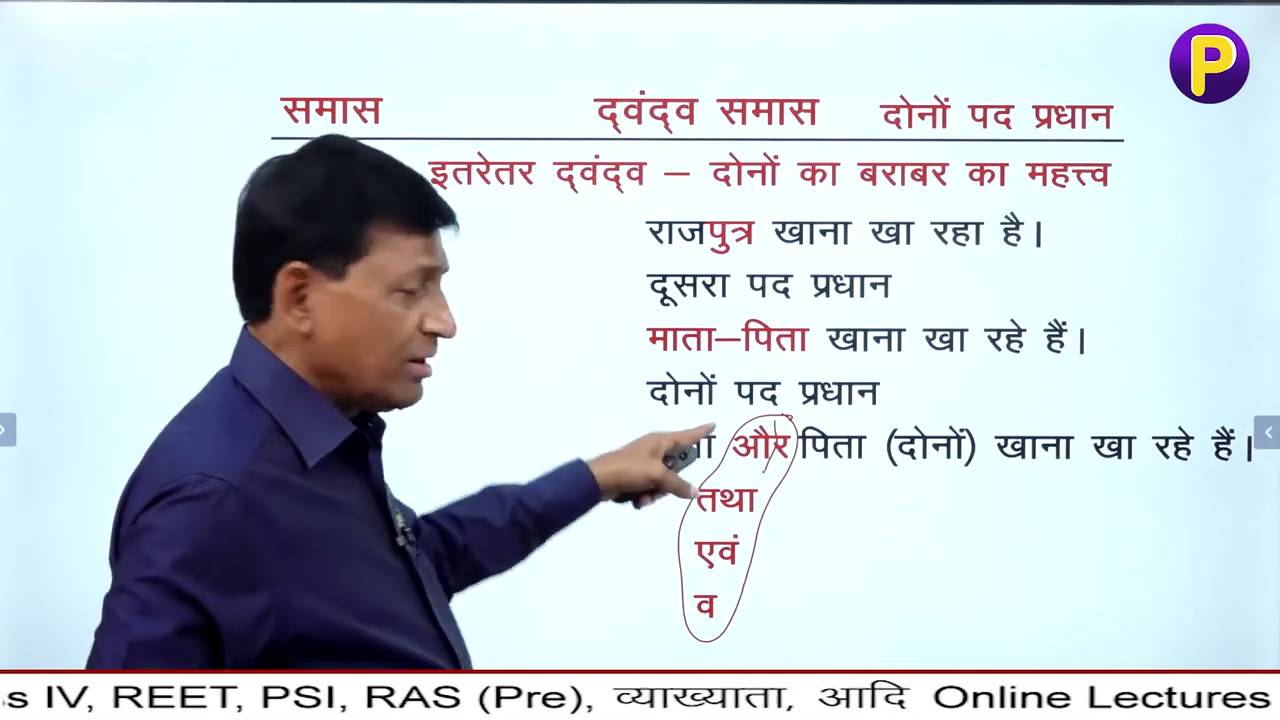 P
समास द्वंद्व समास दोनों पद प्रधान
इतरेतर द्वंद्व – दोनों का बराबर का महत्त्व
राजपुत्र खाना खा रहा है।
दूसरा पद प्रधान
माता–पिता खाना खा रहे हैं।
दोनों पद प्रधान
और पिता (दोनों) खाना खा रहे हैं।
तथा
एवं
व
IV, REET, PSI, RAS (Pre), व्याख्याता, आदि Online Lectures